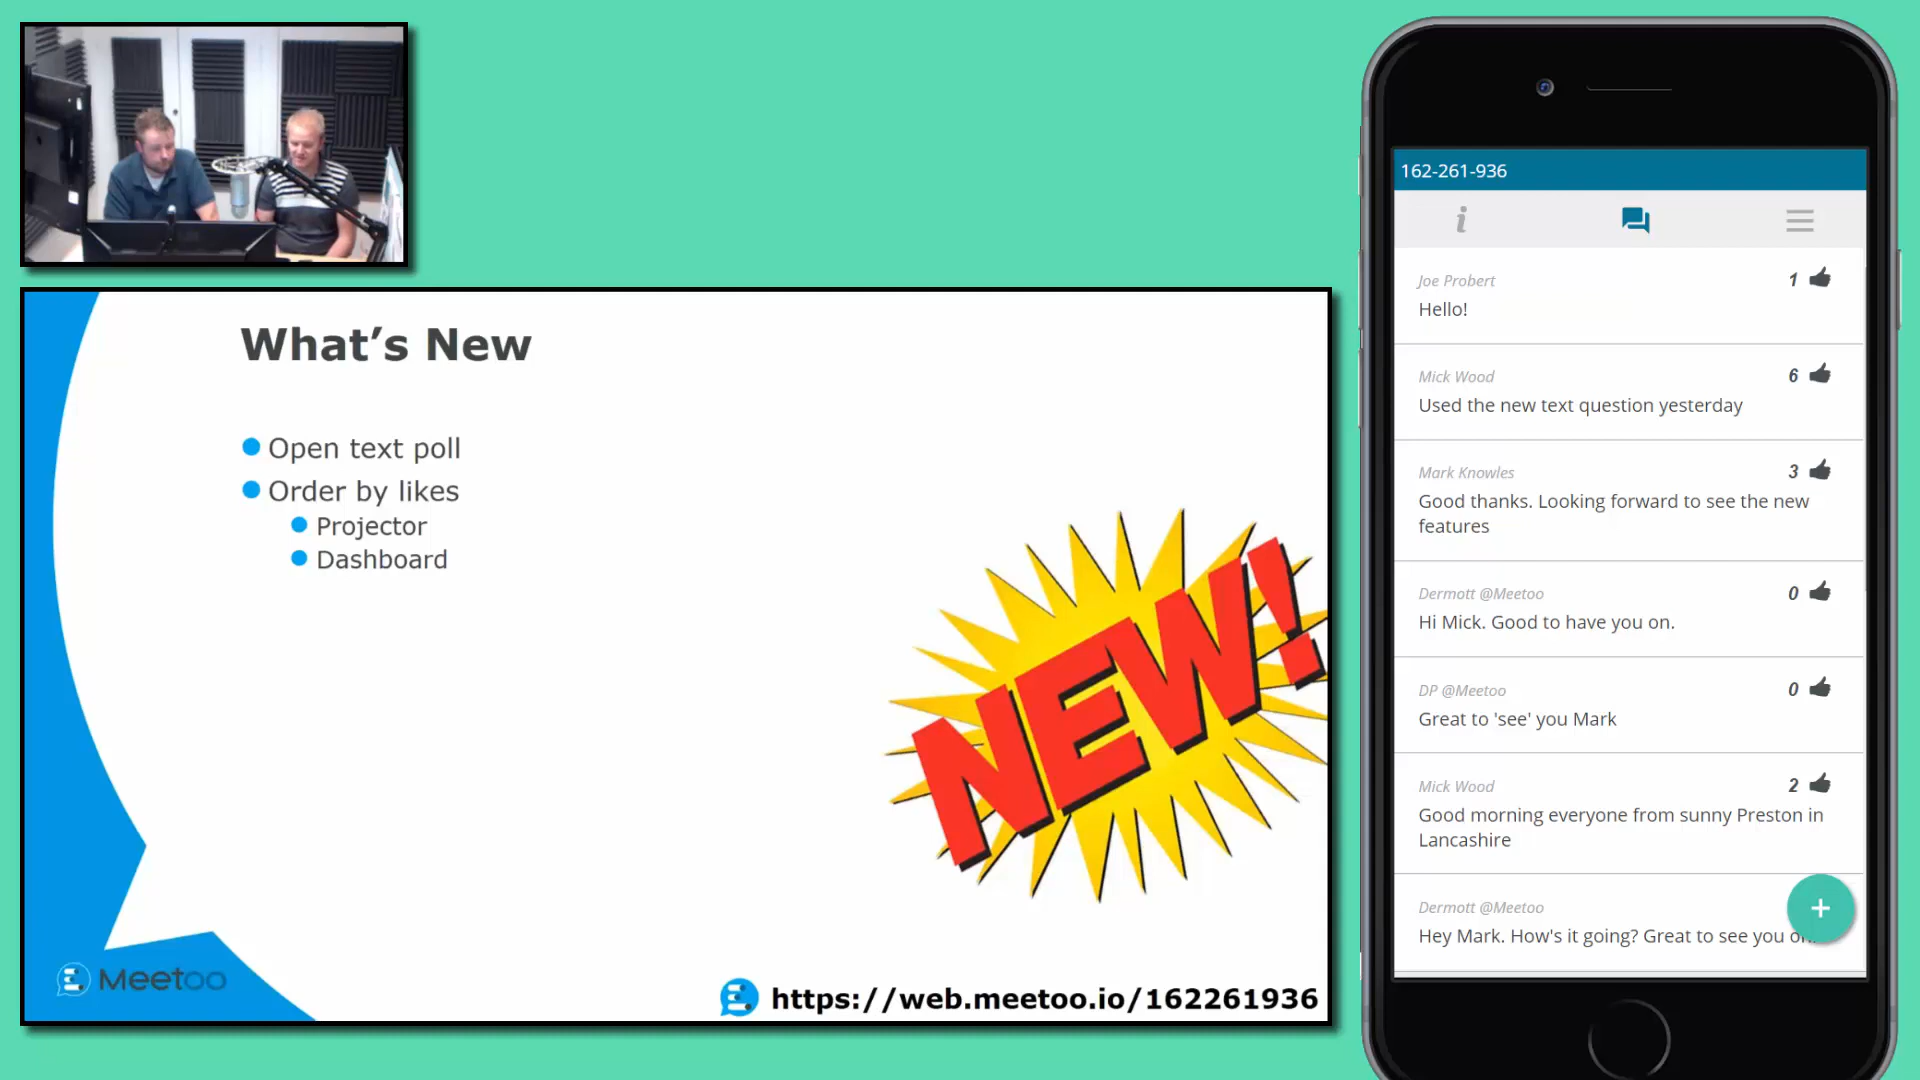 What's New
Open text poll
Order by likes
Projector
Dashboard
NEW!
Meetoo
https://web.meetoo.io/162261936
162-261-936
i
Joe Probert
1
Hello!
Mick Wood
6
Used the new text question yesterday
Mark Knowles
3
Good thanks. Looking forward to see the new
features
Dermott @Meetoo
0
Hi Mick. Good to have you on.
DP @Meetoo
0
Great to 'see' you Mark
Mick Wood
2
Good morning everyone from sunny Preston in
Lancashire
Dermott @Meetoo
Hey Mark. How's it going? Great to see you
+